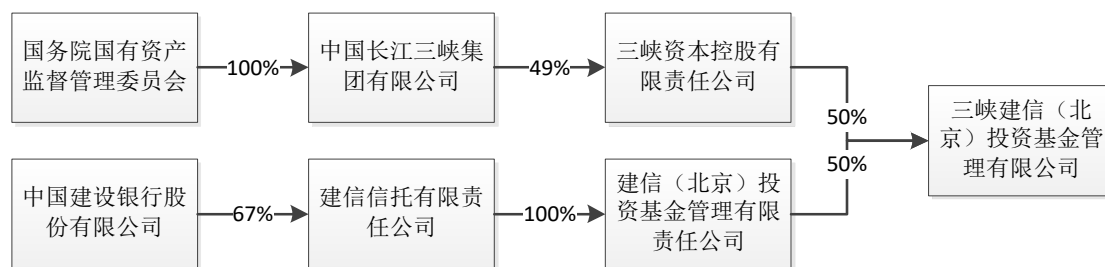 国务院国有资产
监督管理委员会
100%
中国长江三峡集
团有限公司
49%
三峡资本控股有
限责任公司
50%
三峡建信（北
京）投资基金管
理有限公司
中国建设银行股
份有限公司
67%
建信信托有限责
任公司
100%
建信（北京）投
资基金管理有限
责任公司
50%